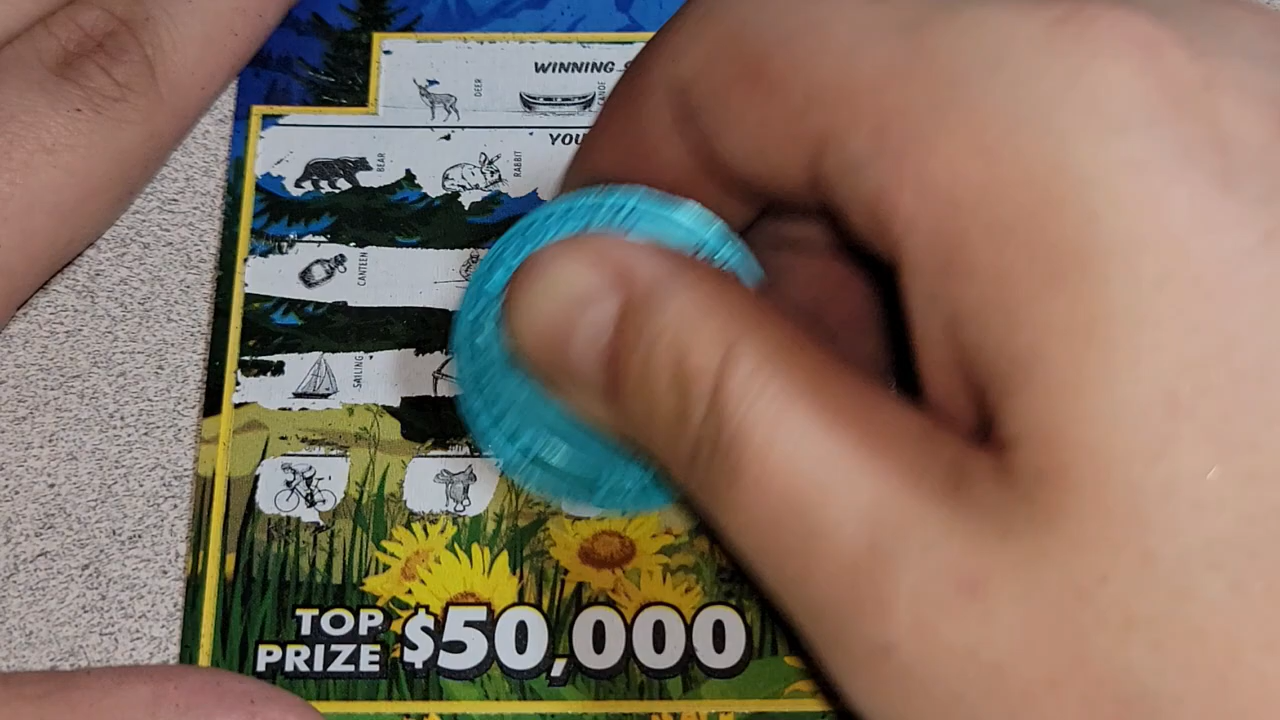 WINNING
DEER
CANOE
YOU
BEAR
RABBIT
CANTEEN
SAILING
TOP PRIZE $50,000